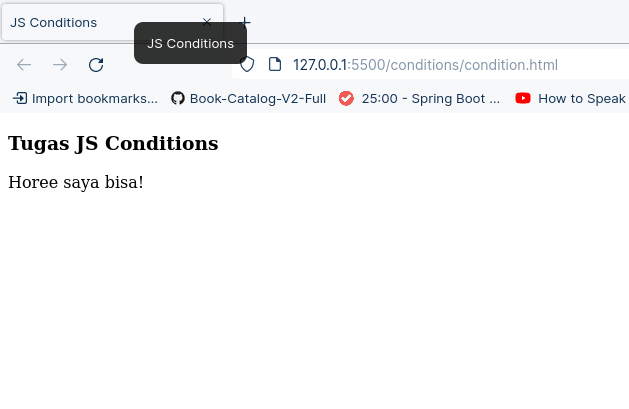 JS Conditions
JS Conditions
127.0.0.1:5500/conditions/condition.html
Import bookmarks... Book-Catalog-V2-Full 25:00 - Spring Boot ... How to Speak
Tugas JS Conditions
Horee saya bisa!